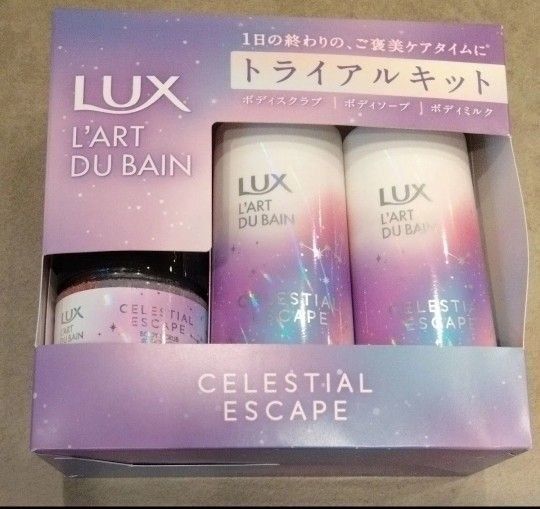 1日の終わりの、ご褒美ケアタイムに*
トライアルキット
ボディスクラブ | ボディソープ | ボディミルク
LUX
L'ART
DU BAIN
LUX
L'ART
DU BAIN
CELESTIAL
ESCAPE
LUX
L'ART
DU BAIN
CELESTIAL
ESCAPE
LUX
L'ART
DU BAIN
CELESTIAL
ESCAPE
CELESTIAL
ESCAPE